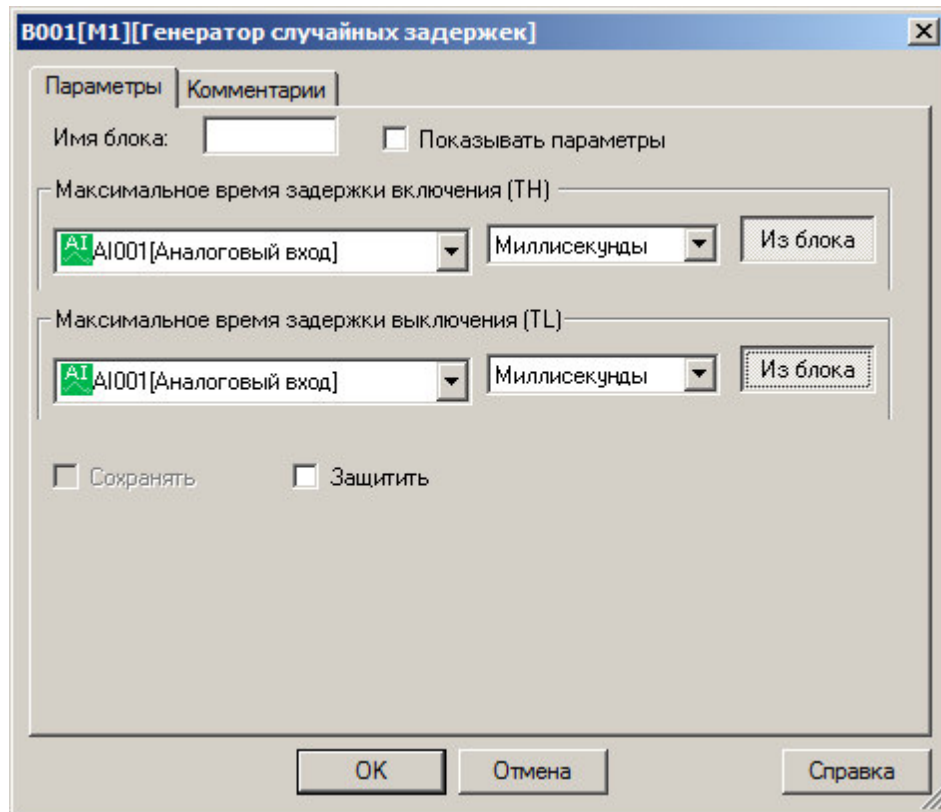 B001[M1][Генератор случайных задержек]
Параметры Комментарии
Имя блока: Показывать параметры
Максимальное время задержки включения (TH)
AI AI001[Аналоговый вход] Миллисекунды Из блока
Максимальное время задержки выключения (TL)
AI AI001[Аналоговый вход] Миллисекунды Из блока
Сохранять Защитить
OK Отмена Справка